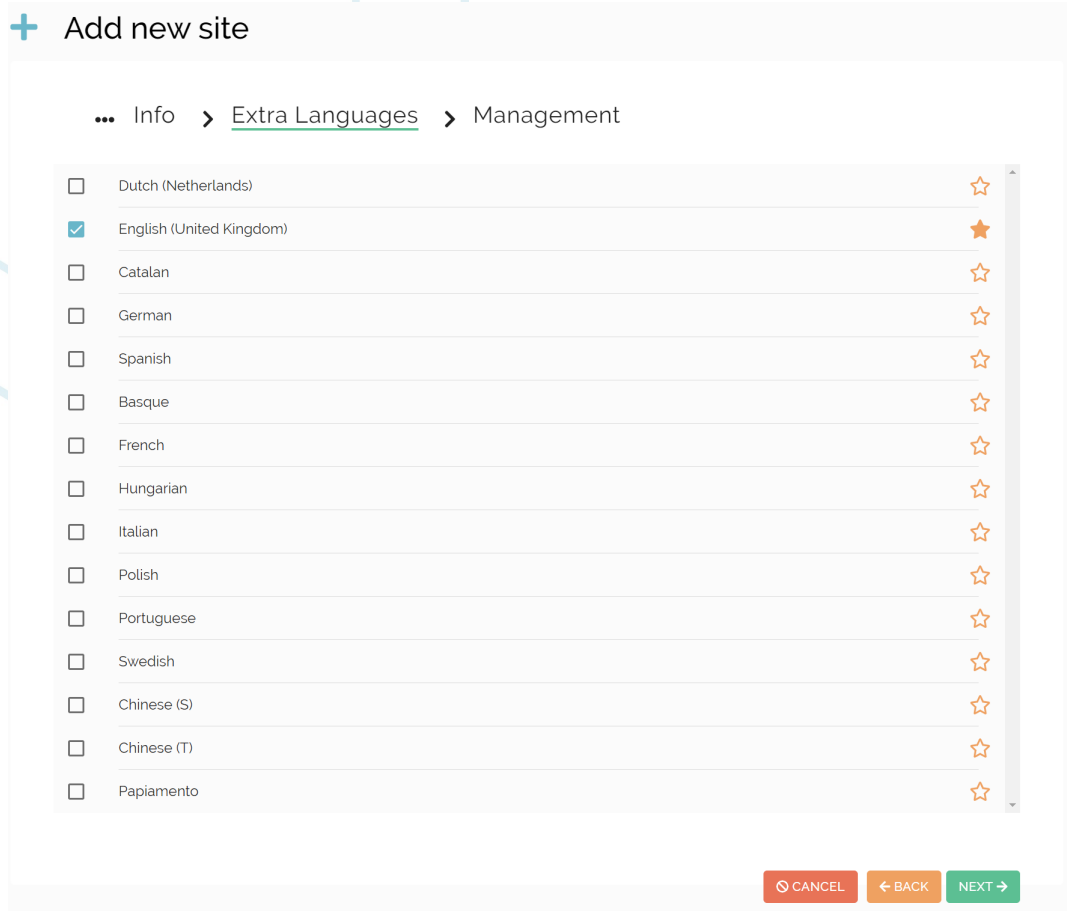 Add new site
... Info > Extra Languages > Management
Dutch (Netherlands)
English (United Kingdom)
Catalan
German
Spanish
Basque
French
Hungarian
Italian
Polish
Portuguese
Swedish
Chinese (S)
Chinese (T)
Papiamento
CANCEL BACK NEXT